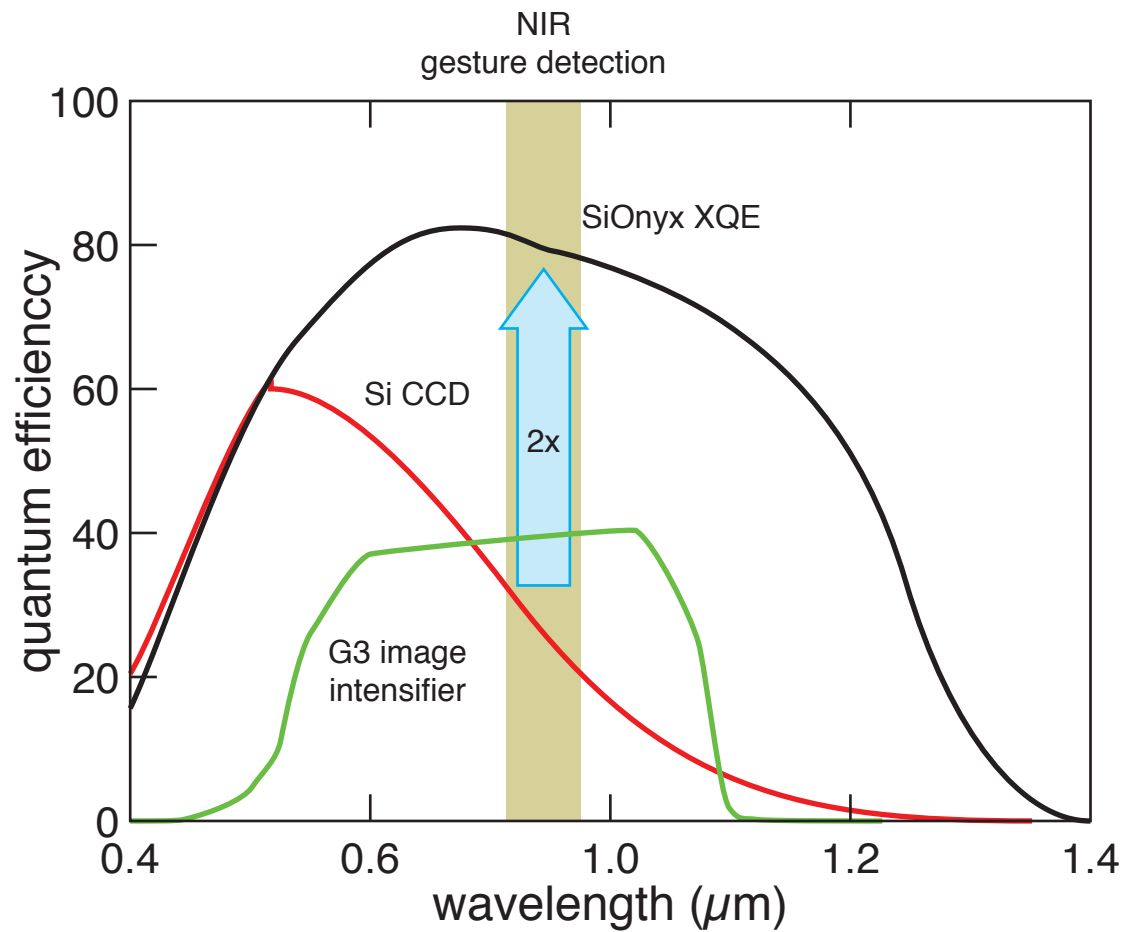 NIR
gesture detection
100
80
60
40
20
0
quantum efficienccy
SiOnyx XQE
Si CCD
2x
G3 image
intensifier
0.4 0.6 1.0 1.2 1.4
wavelength (µm)